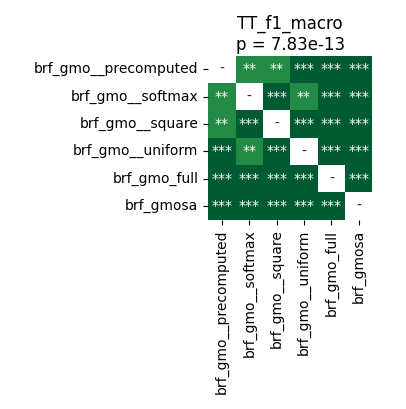 TT_f1_macro
p = 7.83e-13
brf_gmo__precomputed - ** ** *** *** ***
brf_gmo__softmax ** - *** ** *** ***
brf_gmo__square ** *** - *** *** ***
brf_gmo__uniform *** ** *** - *** ***
brf_gmo_full *** *** *** *** - ***
brf_gmosa *** *** *** *** *** -
brf_gmo__precomputed
brf_gmo__softmax
brf_gmo__square
brf_gmo__uniform
brf_gmo_full
brf_gmosa